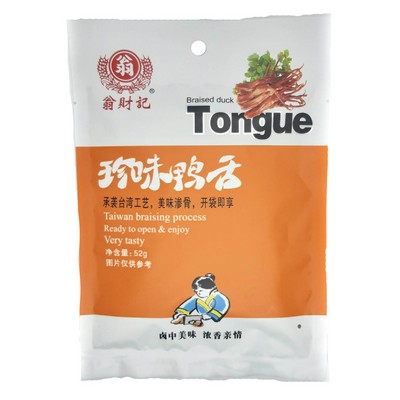 翁
翁财記
Braised duck
Tongue
珍味鸭舌
承袭台湾工艺，美味渗骨，开袋即享
Taiwan braising process
Ready to open & enjoy
Very tasty
净含量：52g
图片仅供参考
卤中美味 浓香亲情